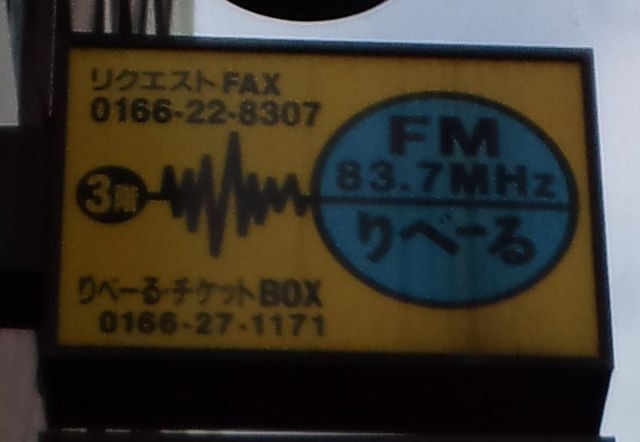 リクエストFAX
0166-22-8307
3階
FM
83.7MHz
りべーる
りべーる・チケットBOX
0166-27-1171